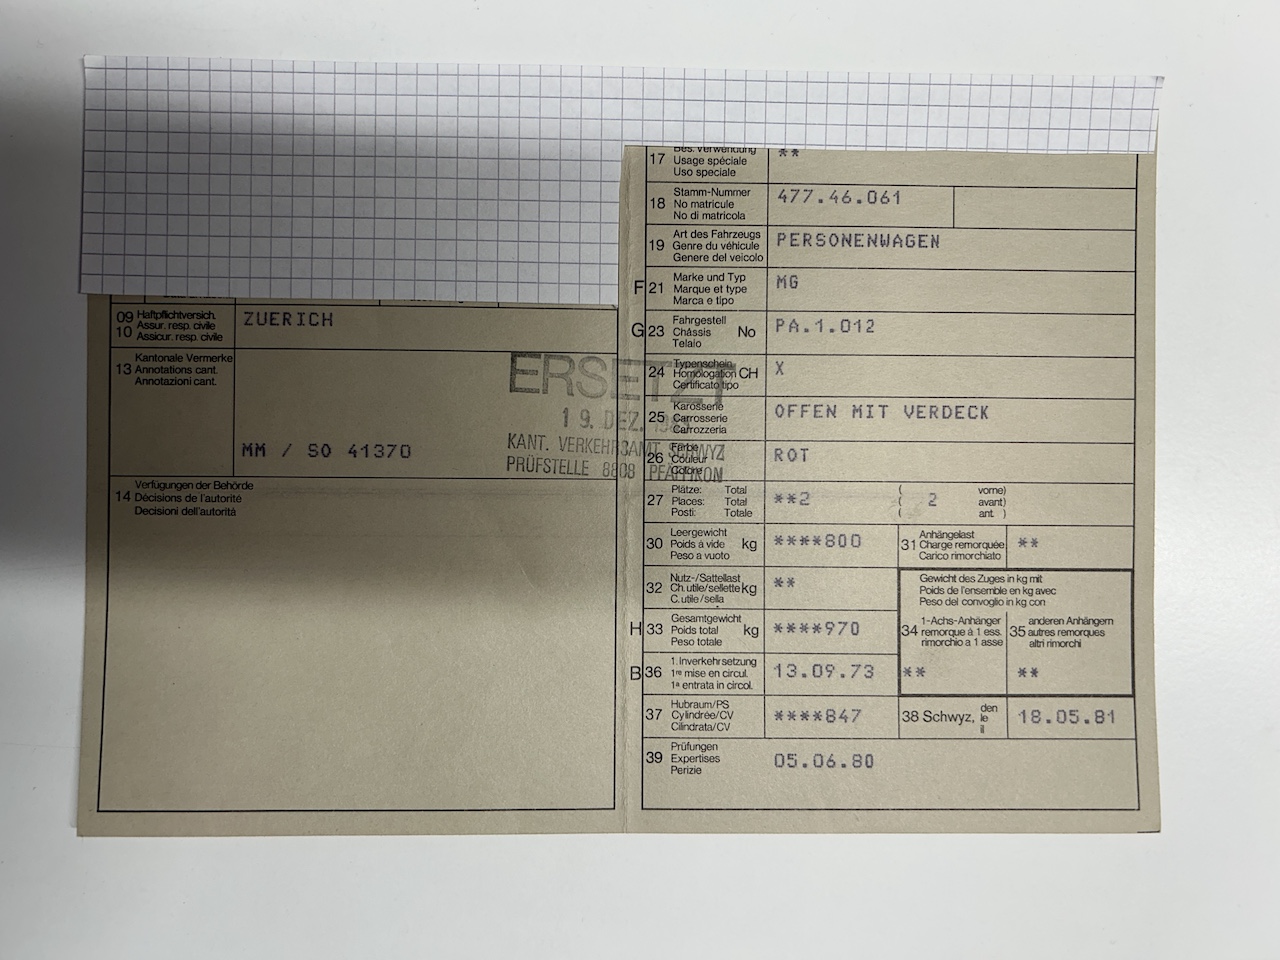 09 Haftpflichtversich.
Assur. resp. civile
10 Assicur. resp. civile
ZUERICH
13 Kantonale Vermerke
Annotations cant.
Annotazioni cant.
MM / SO 41370
14 Verfügungen der Behörde
Décisions de l'autorité
Decisioni dell'autorità
ERSETZT
19. DEZ.
KANT. VERKEHRSAMT SCHWYZ
PRÜFSTELLE 8808 PFÄFFIKON
17 Bes. Verwendung
Usage spéciale
Uso speciale
**
18 Stamm-Nummer
No matricule
No di matricola
477.46.061
19 Art des Fahrzeugs
Genre du véhicule
Genere del veicolo
PERSONENWAGEN
F 21 Marke und Typ
Marque et type
Marca e tipo
MG
G 23 Fahrgestell
Châssis No
Telaio
PA.1.012
24 Typenschein
Homologation CH
Certificato tipo
X
25 Karosserie
Carrosserie
Carrozzeria
OFFEN MIT VERDECK
26 Farbe
Couleur
Colore
ROT
27 Plätze: Total
Places: Total
Posti: Totale
**2
( vorne)
( 2 avant)
( ant )
30 Leergewicht
Poids à vide kg
Peso a vuoto
****800
31 Anhängelast
Charge remorquée
Carico rimorchiato
**
32 Nutz-/Sattellast
Ch. utile/sellette kg
C. utile/sella
**
Gewicht des Zuges in kg mit
Poids de l'ensemble en kg avec
Peso del convoglio in kg con
H 33 Gesamtgewicht
Poids total kg
Peso totale
****970
34 1-Achs-Anhänger
remorque à 1 ess.
rimorchio a 1 asse
**
35 anderen Anhängern
autres remorques
altri rimorchi
**
B 36 1. Inverkehrsetzung
1re mise en circul.
1a entrata in circol.
13.09.73
37 Hubraum/PS
Cylindrée/CV
Cilindrata/CV
****847
38 Schwyz, den
le
il
18.05.81
39 Prüfungen
Expertises
Perizie
05.06.80